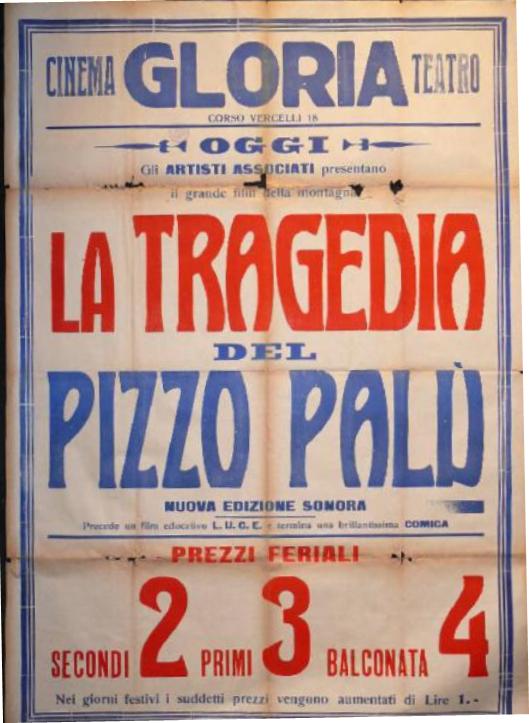 CINEMA GLORIA TEATRO
CORSO VERCELLI 18
OGGI
Gli ARTISTI ASSOCIATI presentano
il grande film della montagna
LA TRAGEDIA
DEL
PIZZO PALÙ
NUOVA EDIZIONE SONORA
Precede un film educativo L.U.C.E. e termina una brillantissima COMICA
PREZZI FERIALI
SECONDI 2 PRIMI 3 BALCONATA 4
Nei giorni festivi i suddetti prezzi vengono aumentati di Lire 1.-